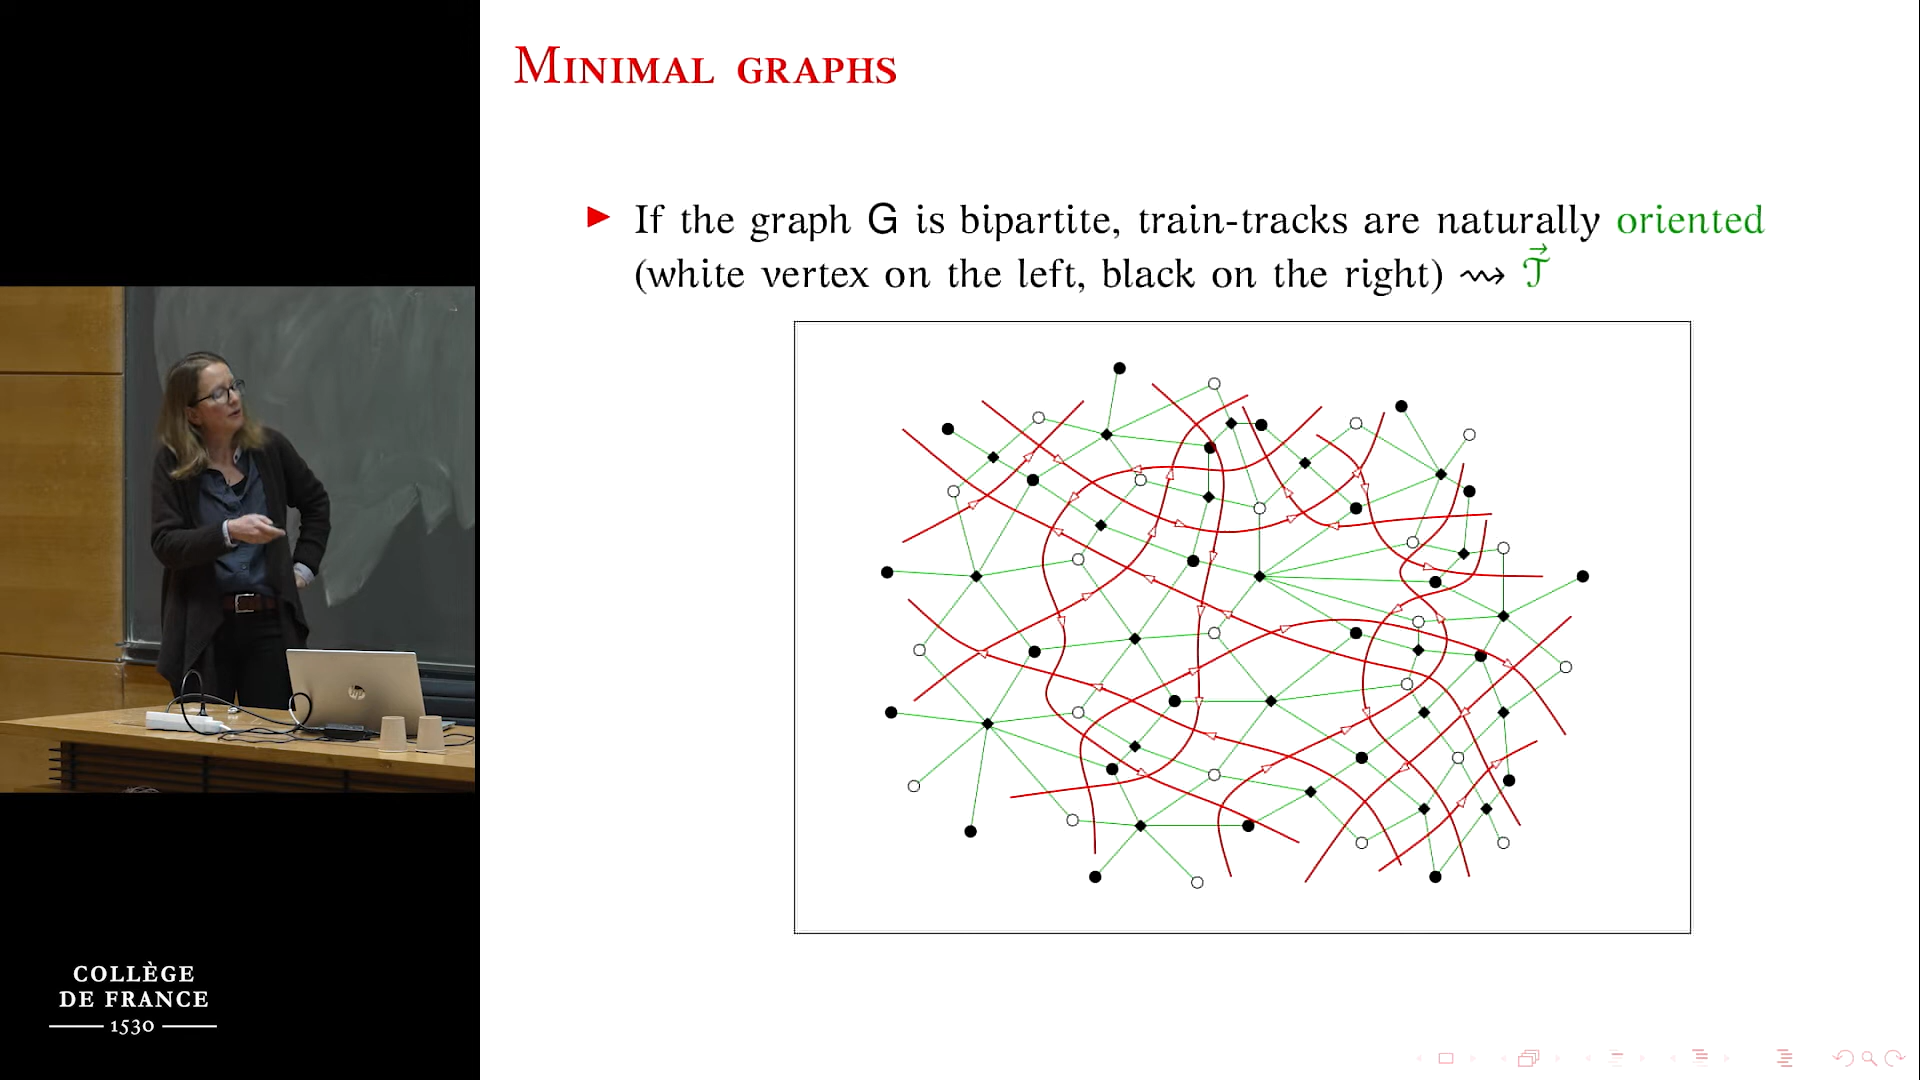 MINIMAL GRAPHS
▶ If the graph G is bipartite, train-tracks are naturally oriented
(white vertex on the left, black on the right) ⇝ 𝒯⃗
hp
COLLÈGE
DE FRANCE
1530